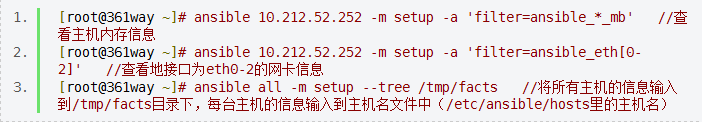 1. [root@361way ~]# ansible 10.212.52.252 -m setup -a 'filter=ansible_*_mb'   //查
看主机内存信息
2. [root@361way ~]# ansible 10.212.52.252 -m setup -a 'filter=ansible_eth[0-
2]'   //查看地接口为eth0-2的网卡信息
3. [root@361way ~]# ansible all -m setup --tree /tmp/facts   //将所有主机的信息输入
到/tmp/facts目录下，每台主机的信息输入到主机名文件中（/etc/ansible/hosts里的主机名）